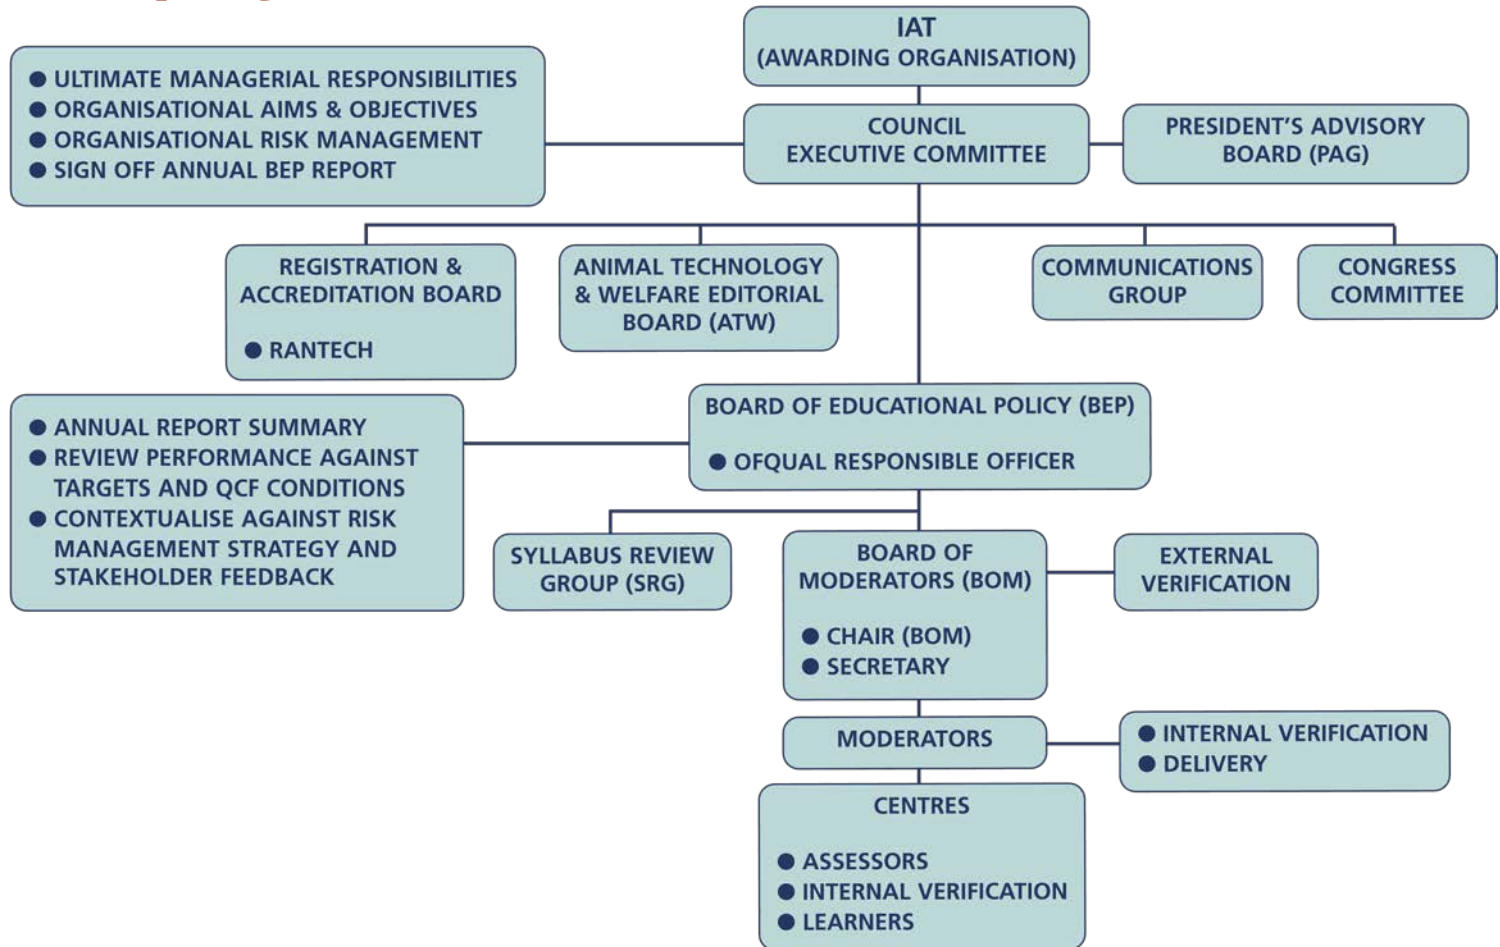 IAT
(AWARDING ORGANISATION)
● ULTIMATE MANAGERIAL RESPONSIBILITIES
● ORGANISATIONAL AIMS & OBJECTIVES
● ORGANISATIONAL RISK MANAGEMENT
● SIGN OFF ANNUAL BEP REPORT
COUNCIL
EXECUTIVE COMMITTEE
PRESIDENT'S ADVISORY
BOARD (PAG)
REGISTRATION &
ACCREDITATION BOARD
● RANTECH
ANIMAL TECHNOLOGY
& WELFARE EDITORIAL
BOARD (ATW)
COMMUNICATIONS
GROUP
CONGRESS
COMMITTEE
BOARD OF EDUCATIONAL POLICY (BEP)
● OFQUAL RESPONSIBLE OFFICER
● ANNUAL REPORT SUMMARY
● REVIEW PERFORMANCE AGAINST
TARGETS AND QCF CONDITIONS
● CONTEXTUALISE AGAINST RISK
MANAGEMENT STRATEGY AND
STAKEHOLDER FEEDBACK
SYLLABUS REVIEW
GROUP (SRG)
BOARD OF
MODERATORS (BOM)
● CHAIR (BOM)
● SECRETARY
EXTERNAL
VERIFICATION
MODERATORS
● INTERNAL VERIFICATION
● DELIVERY
CENTRES
● ASSESSORS
● INTERNAL VERIFICATION
● LEARNERS